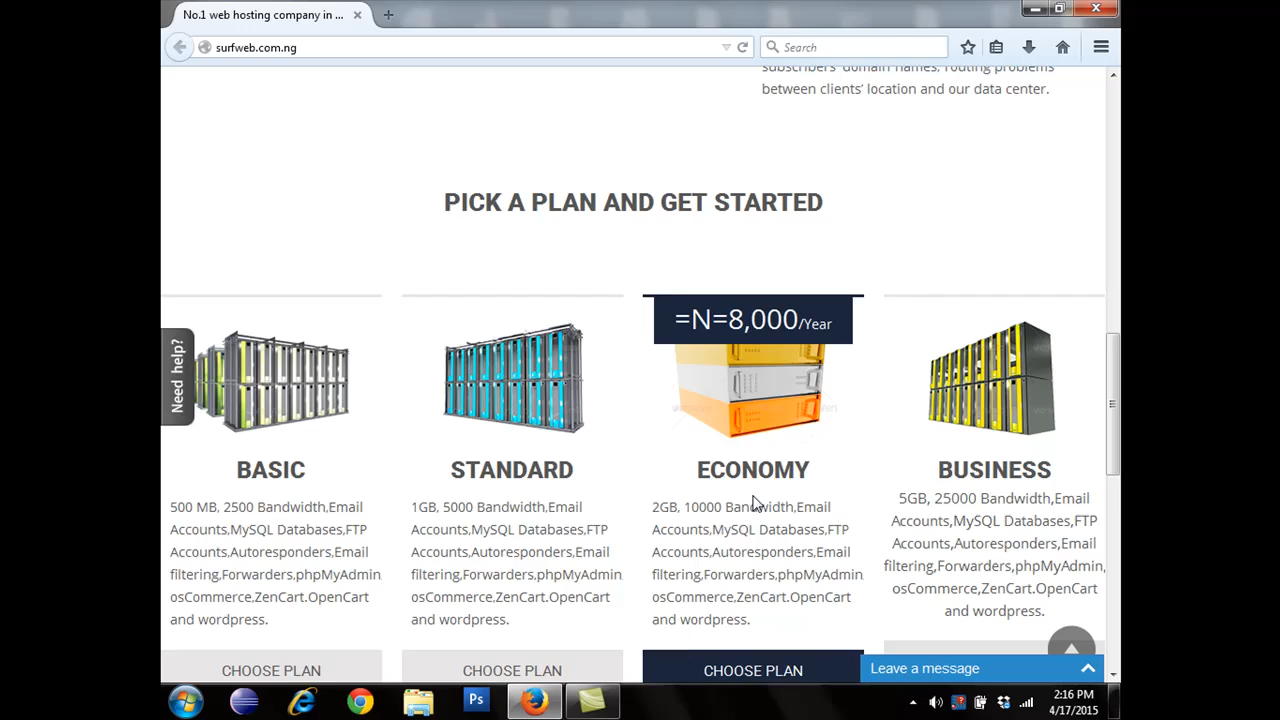 No.1 web hosting company in ...
surfweb.com.ng
Search
subscribers' domain names, routing problems
between clients' location and our data center.
PICK A PLAN AND GET STARTED
=N=8,000/Year
Need help?
BASIC
500 MB, 2500 Bandwidth,Email
Accounts,MySQL Databases,FTP
Accounts,Autoresponders,Email
filtering,Forwarders,phpMyAdmin
osCommerce,ZenCart.OpenCart
and wordpress.
CHOOSE PLAN
STANDARD
1GB, 5000 Bandwidth,Email
Accounts,MySQL Databases,FTP
Accounts,Autoresponders,Email
filtering,Forwarders,phpMyAdmin
osCommerce,ZenCart.OpenCart
and wordpress.
CHOOSE PLAN
ECONOMY
2GB, 10000 Bandwidth,Email
Accounts,MySQL Databases,FTP
Accounts,Autoresponders,Email
filtering,Forwarders,phpMyAdmin
osCommerce,ZenCart.OpenCart
and wordpress.
CHOOSE PLAN
BUSINESS
5GB, 25000 Bandwidth,Email
Accounts,MySQL Databases,FTP
Accounts,Autoresponders,Email
filtering,Forwarders,phpMyAdmin,
osCommerce,ZenCart.OpenCart
and wordpress.
Leave a message
Ps
2:16 PM
4/17/2015